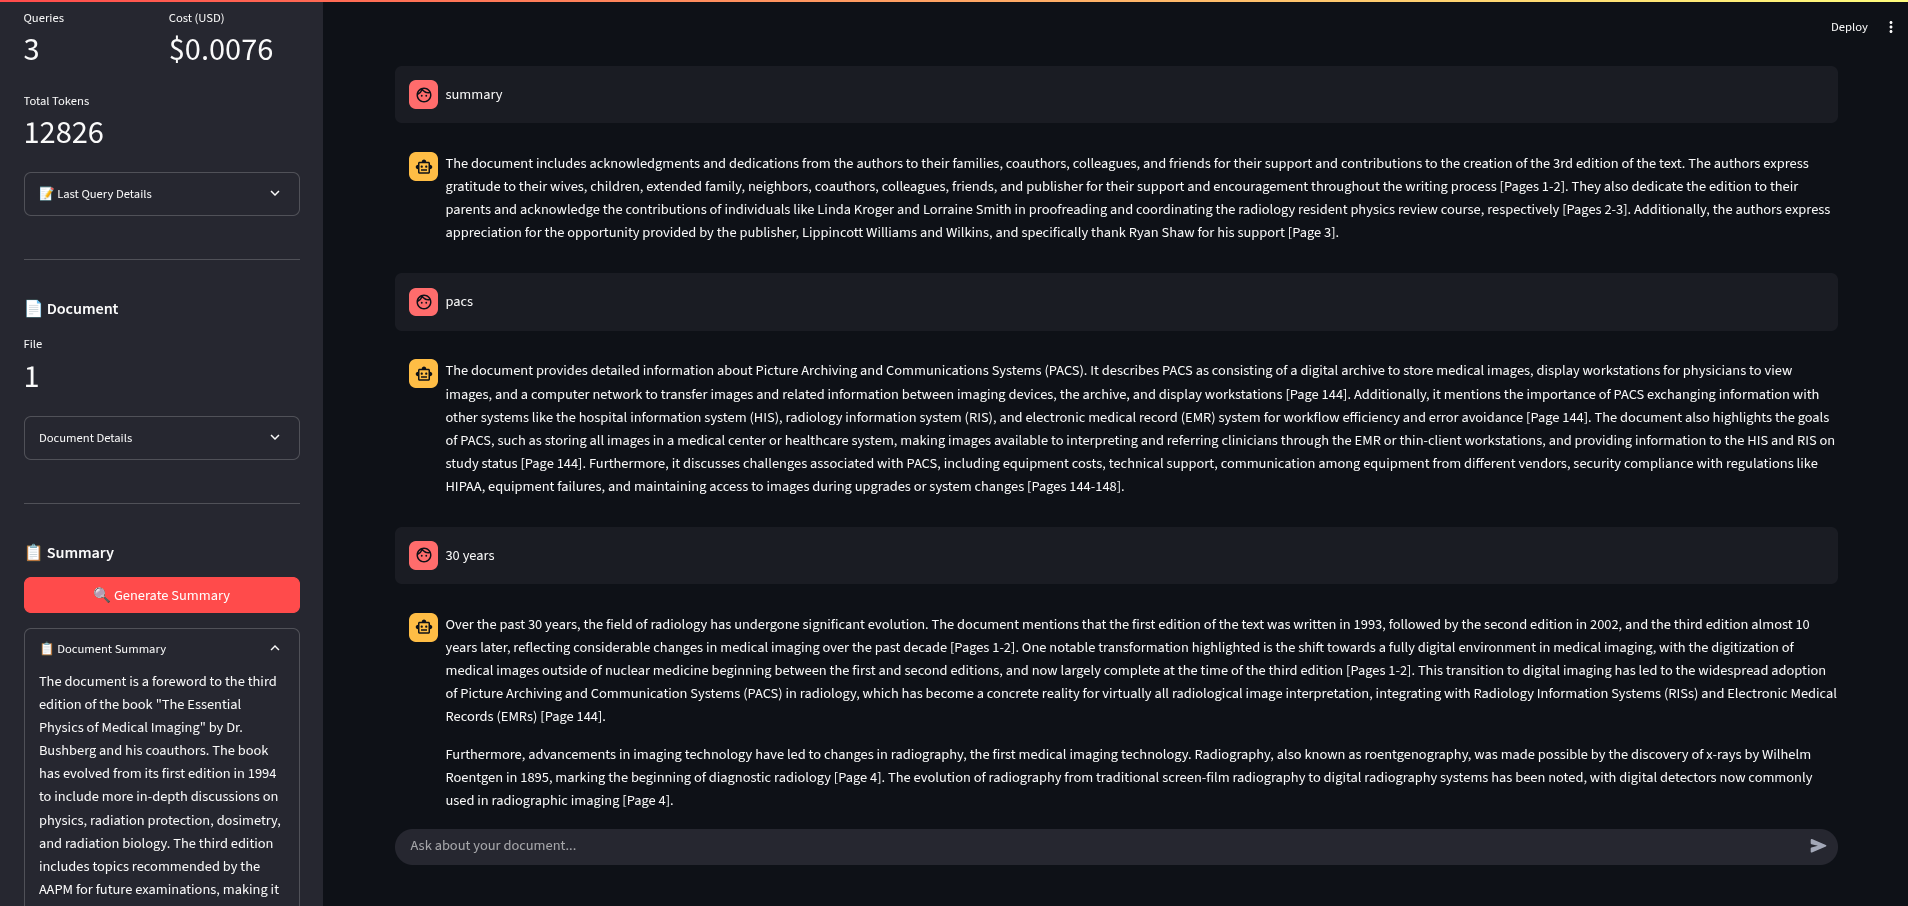 Queries
3
Cost (USD)
$0.0076
Total Tokens
12826
📝 Last Query Details
📄 Document
File
1
Document Details
📋 Summary
🔍 Generate Summary
📋 Document Summary
The document is a foreword to the third
edition of the book "The Essential
Physics of Medical Imaging" by Dr.
Bushberg and his coauthors. The book
has evolved from its first edition in 1994
to include more in-depth discussions on
physics, radiation protection, dosimetry,
and radiation biology. The third edition
includes topics recommended by the
AAPM for future examinations, making it
Deploy
summary
The document includes acknowledgments and dedications from the authors to their families, coauthors, colleagues, and friends for their support and contributions to the creation of the 3rd edition of the text. The authors express
gratitude to their wives, children, extended family, neighbors, coauthors, colleagues, friends, and publisher for their support and encouragement throughout the writing process [Pages 1-2]. They also dedicate the edition to their
parents and acknowledge the contributions of individuals like Linda Kroger and Lorraine Smith in proofreading and coordinating the radiology resident physics review course, respectively [Pages 2-3]. Additionally, the authors express
appreciation for the opportunity provided by the publisher, Lippincott Williams and Wilkins, and specifically thank Ryan Shaw for his support [Page 3].
pacs
The document provides detailed information about Picture Archiving and Communications Systems (PACS). It describes PACS as consisting of a digital archive to store medical images, display workstations for physicians to view
images, and a computer network to transfer images and related information between imaging devices, the archive, and display workstations [Page 144]. Additionally, it mentions the importance of PACS exchanging information with
other systems like the hospital information system (HIS), radiology information system (RIS), and electronic medical record (EMR) system for workflow efficiency and error avoidance [Page 144]. The document also highlights the goals
of PACS, such as storing all images in a medical center or healthcare system, making images available to interpreting and referring clinicians through the EMR or thin-client workstations, and providing information to the HIS and RIS on
study status [Page 144]. Furthermore, it discusses challenges associated with PACS, including equipment costs, technical support, communication among equipment from different vendors, security compliance with regulations like
HIPAA, equipment failures, and maintaining access to images during upgrades or system changes [Pages 144-148].
30 years
Over the past 30 years, the field of radiology has undergone significant evolution. The document mentions that the first edition of the text was written in 1993, followed by the second edition in 2002, and the third edition almost 10
years later, reflecting considerable changes in medical imaging over the past decade [Pages 1-2]. One notable transformation highlighted is the shift towards a fully digital environment in medical imaging, with the digitization of
medical images outside of nuclear medicine beginning between the first and second editions, and now largely complete at the time of the third edition [Pages 1-2]. This transition to digital imaging has led to the widespread adoption
of Picture Archiving and Communication Systems (PACS) in radiology, which has become a concrete reality for virtually all radiological image interpretation, integrating with Radiology Information Systems (RISs) and Electronic Medical
Records (EMRs) [Page 144].
Furthermore, advancements in imaging technology have led to changes in radiography, the first medical imaging technology. Radiography, also known as roentgenography, was made possible by the discovery of x-rays by Wilhelm
Roentgen in 1895, marking the beginning of diagnostic radiology [Page 4]. The evolution of radiography from traditional screen-film radiography to digital radiography systems has been noted, with digital detectors now commonly
used in radiographic imaging [Page 4].
Ask about your document...